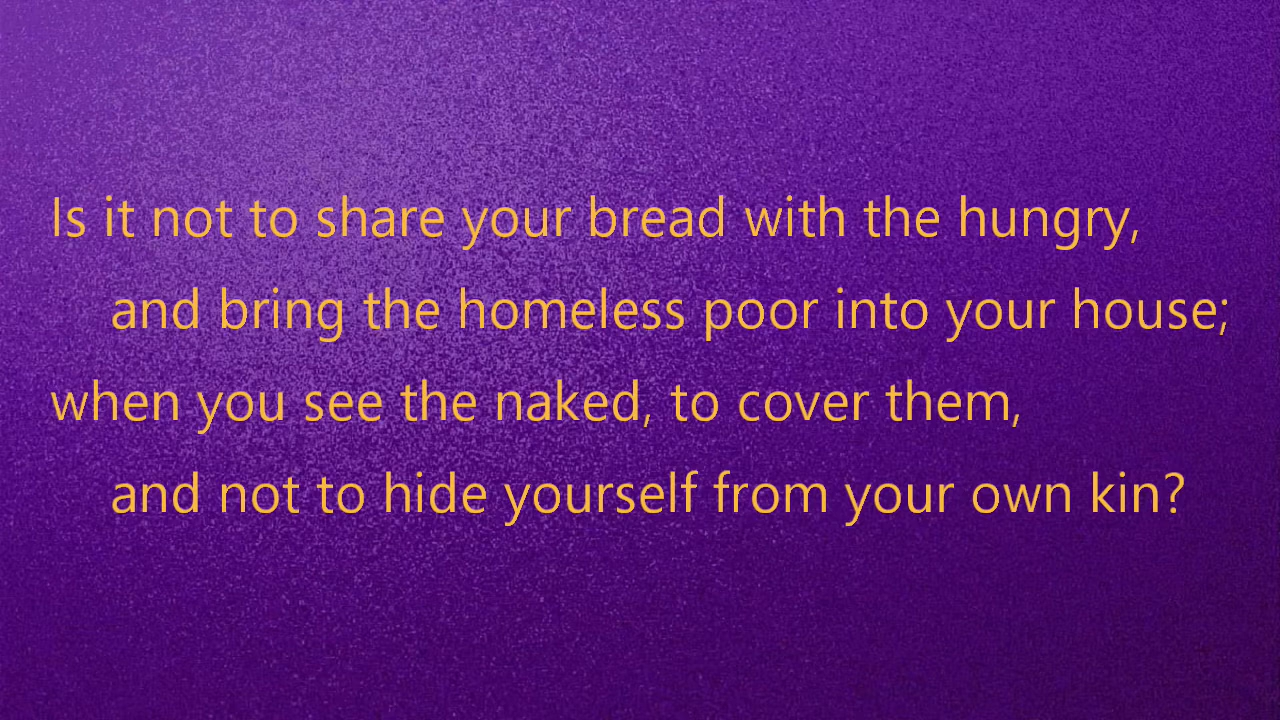 Is it not to share your bread with the hungry,
and bring the homeless poor into your house;
when you see the naked, to cover them,
and not to hide yourself from your own kin?